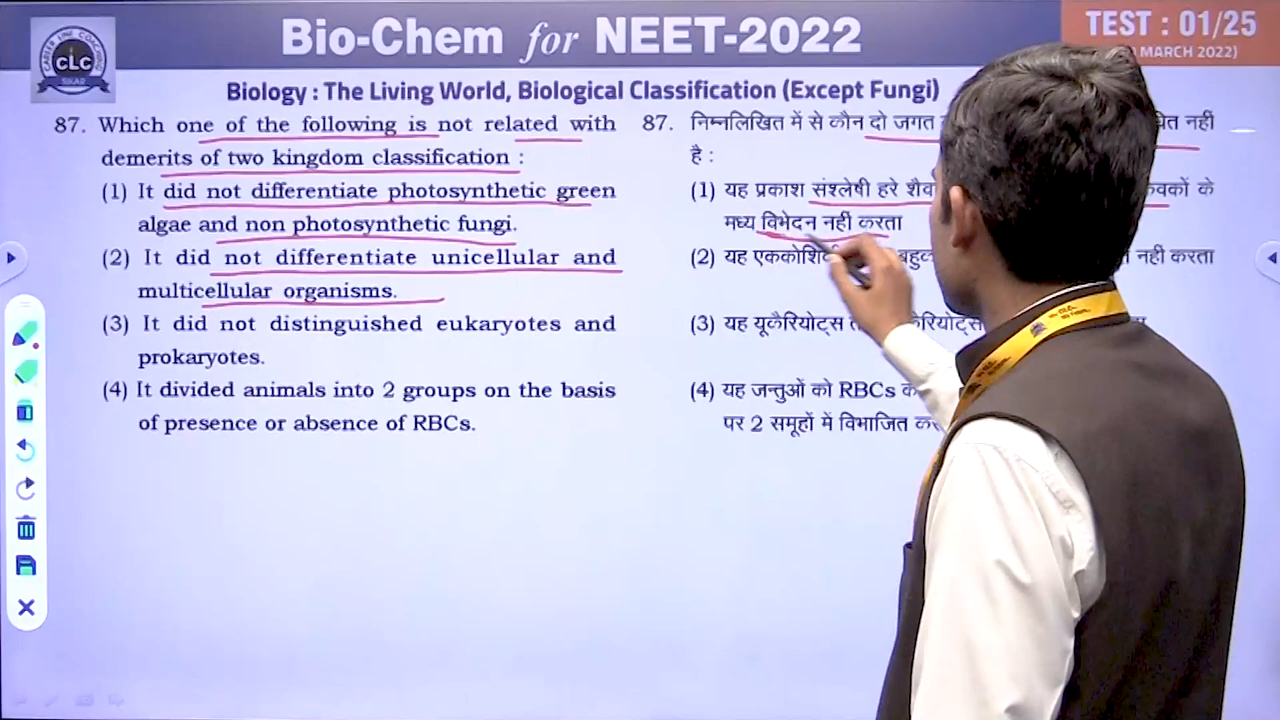 Bio-Chem for NEET-2022
TEST : 01/25
MARCH 2022)
CAREER LINE COACHING
CLC
SIKAR
Biology : The Living World, Biological Classification (Except Fungi)
87. Which one of the following is not related with
demerits of two kingdom classification :
(1) It did not differentiate photosynthetic green
algae and non photosynthetic fungi.
(2) It did not differentiate unicellular and
multicellular organisms.
(3) It did not distinguished eukaryotes and
prokaryotes.
(4) It divided animals into 2 groups on the basis
of presence or absence of RBCs.
87. निम्नलिखित में से कौन दो जगत नहीं
है :
(1) यह प्रकाश संश्लेषी हरे के
मध्य विभेदन नहीं करता
(2) यह नहीं करता
(3) यह यूकैरियोट्स
(4) यह जन्तुओं को RBCs
पर 2 समूहों में विभाजित